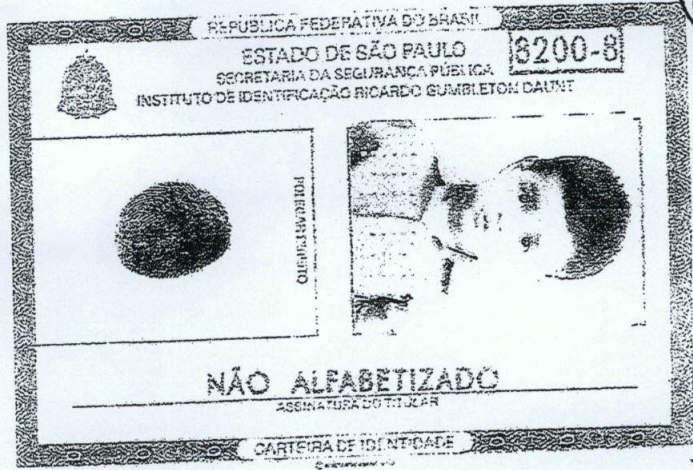 REPÚBLICA FEDERATIVA DO BRASIL
ESTADO DE SÃO PAULO
8200-8
SECRETARIA DA SEGURANÇA PÚBLICA
INSTITUTO DE IDENTIFICAÇÃO RICARDO GUMBLETON DAUNT
POLEGAR DIREITO
NÃO ALFABETIZADO
ASSINATURA DO TITULAR
CARTEIRA DE IDENTIDADE